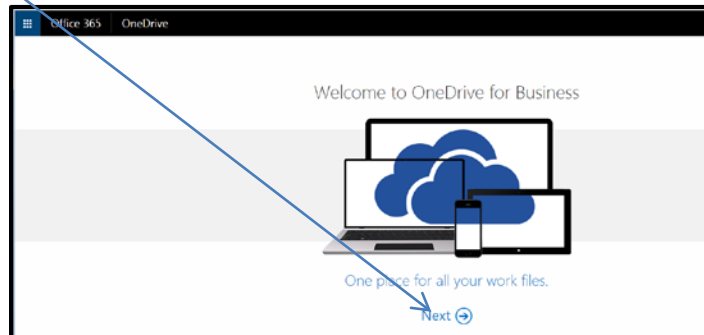 Office 365 OneDrive
Welcome to OneDrive for Business
One place for all your work files.
Next